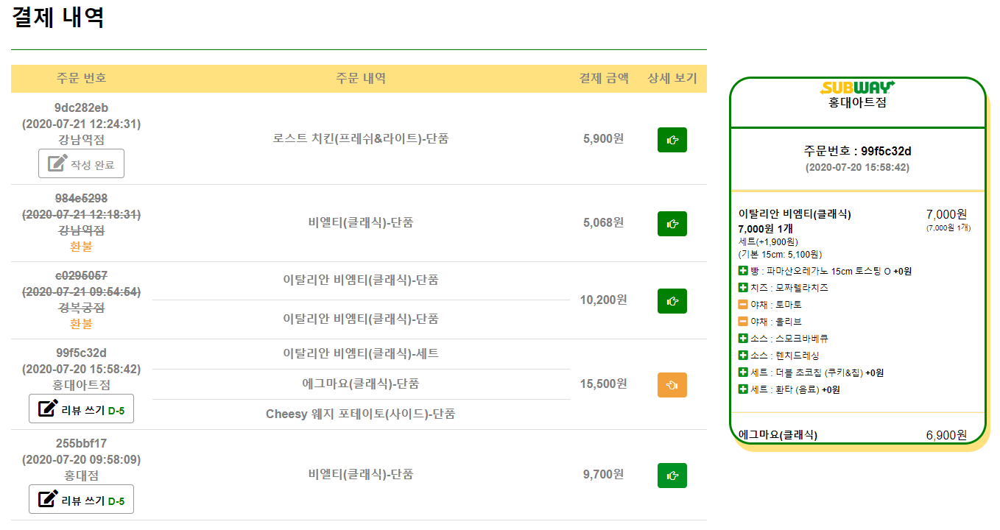 결제 내역
주문 번호 주문 내역 결제 금액 상세 보기
9dc282eb
(2020-07-21 12:24:31)
강남역점
작성 완료
로스트 치킨(프레쉬&라이트)-단품
5,900원
984e5298
(2020-07-21 12:18:31)
강남역점
환불
비엘티(클래식)-단품
5,068원
c0295057
(2020-07-21 09:54:54)
경복궁점
환불
이탈리안 비엠티(클래식)-단품
이탈리안 비엠티(클래식)-단품
10,200원
99f5c32d
(2020-07-20 15:58:42)
홍대아트점
리뷰 쓰기 D-5
이탈리안 비엠티(클래식)-세트
에그마요(클래식)-단품
Cheesy 웨지 포테이토(사이드)-단품
15,500원
255bbf17
(2020-07-20 09:58:09)
홍대점
리뷰 쓰기 D-5
비엘티(클래식)-단품
9,700원
SUBWAY
홍대아트점
주문번호 : 99f5c32d
(2020-07-20 15:58:42)
이탈리안 비엠티(클래식) 7,000원
7,000원 1개 (7,000원 1개)
세트(+1,900원)
(기본 15cm: 5,100원)
빵 : 파마산오레가노 15cm 토스팅 O +0원
치즈 : 모짜렐라치즈
야채 : 토마토
야채 : 올리브
소스 : 스모크바베큐
소스 : 렌치드레싱
세트 : 더블 초코칩 (쿠키&칩) +0원
세트 : 환타 (음료) +0원
에그마요(클래식) 6,900원